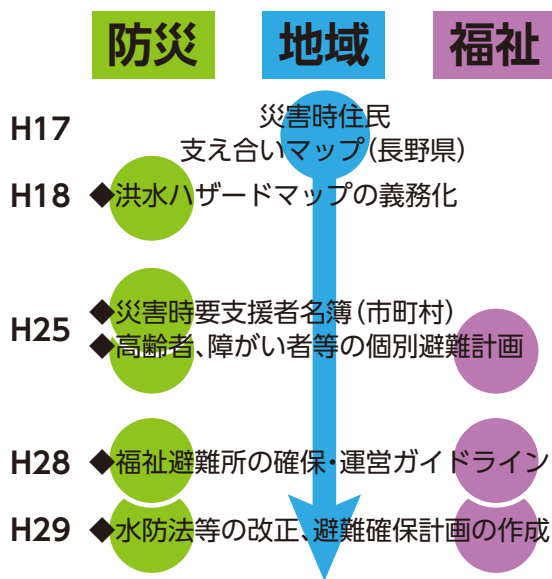 防災 地域 福祉
H17 災害時住民
支え合いマップ(長野県)
H18 ◆洪水ハザードマップの義務化
H25 ◆災害時要支援者名簿(市町村)
◆高齢者、障がい者等の個別避難計画
H28 ◆福祉避難所の確保・運営ガイドライン
H29 ◆水防法等の改正、避難確保計画の作成